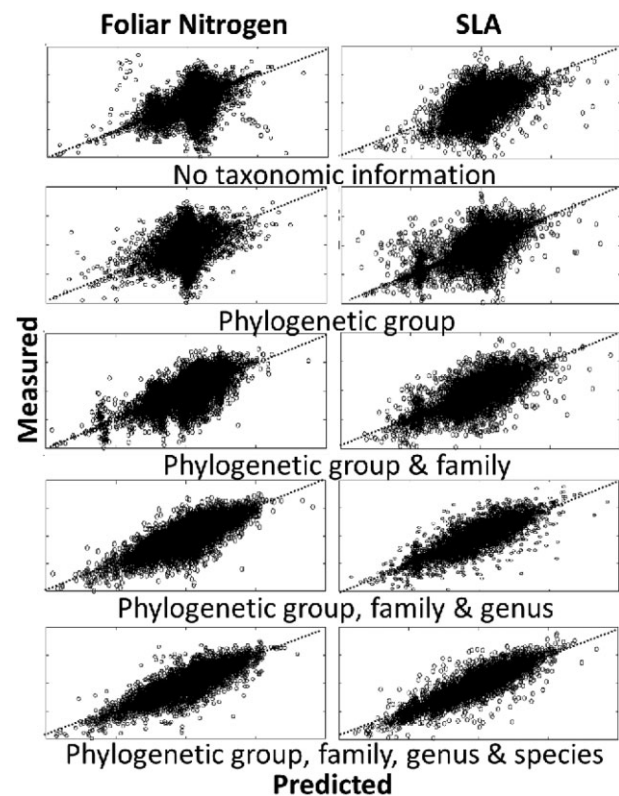 Foliar Nitrogen SLA
No taxonomic information
Phylogenetic group
Measured
Phylogenetic group & family
Phylogenetic group, family & genus
Phylogenetic group, family, genus & species
Predicted